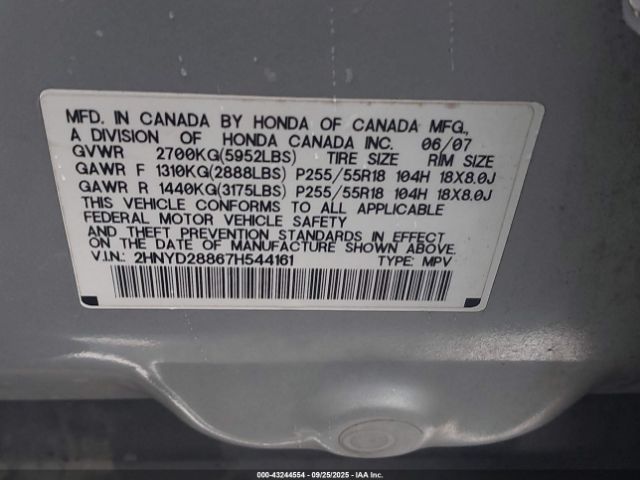 MFD. IN CANADA BY HONDA OF CANADA MFG.,
A DIVISION OF HONDA CANADA INC. 06/07
GVWR 2700KG(5952LBS) TIRE SIZE RIM SIZE
GAWR F 1310KG(2888LBS) P255/55R18 104H 18X8.0J
GAWR R 1440KG(3175LBS) P255/55R18 104H 18X8.0J
THIS VEHICLE CONFORMS TO ALL APPLICABLE
FEDERAL MOTOR VEHICLE SAFETY
AND THEFT PREVENTION STANDARDS IN EFFECT
ON THE DATE OF MANUFACTURE SHOWN ABOVE.
V.I.N.: 2HNYD28867H544161 TYPE: MPV
000-43244554 | 09/25/2025 | IAA Inc.